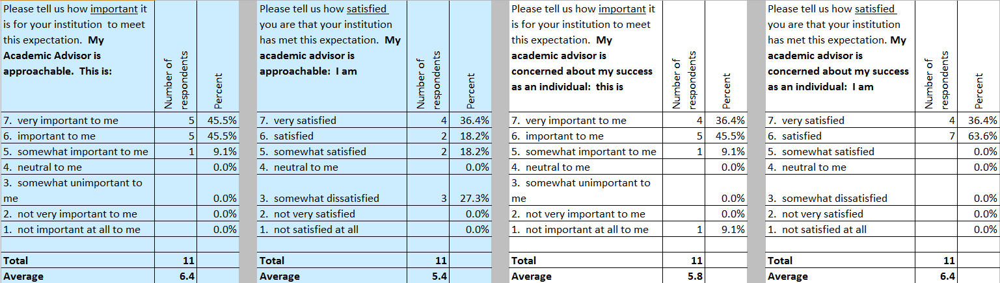 Please tell us how important it
is for your institution  to meet
this expectation.  My
Academic Advisor is
approachable.  This is:
Number of
respondents
Percent
7.  very important to me 5 45.5%
6.  important to me 5 45.5%
5.  somewhat important to me 1 9.1%
4.  neutral to me 0.0%
3.  somewhat unimportant to
me 0.0%
2.  not very important to me 0.0%
1.  not important at all to me 0.0%
Total 11
Average 6.4
Please tell us how satisfied
you are that your institution
has met this expectation.  My
academic advisor is
approachable:  I am
Number of
respondents
Percent
7.  very satisfied 4 36.4%
6.  satisfied 2 18.2%
5.  somewhat satisfied 2 18.2%
4.  neutral to me 0.0%
3.  somewhat dissatisfied 3 27.3%
2.  not very satisfied 0.0%
1.  not satisfied at all 0.0%
Total 11
Average 5.4
Please tell us how important it
is for your institution to meet
this expectation.  My
academic advisor is
concerned about my success
as an individual:  this is
Number of
respondents
Percent
7.  very important to me 4 36.4%
6.  important to me 5 45.5%
5.  somewhat important to me 1 9.1%
4.  neutral to me 0.0%
3.  somewhat unimportant to
me 0.0%
2.  not very important to me 0.0%
1.  not important at all to me 1 9.1%
Total 11
Average 5.8
Please tell us how satisfied
you are that your institution
has met this expectation. My
academic advisor is
concerned about my success
as an individual:  I am
Number of
respondents
Percent
7.  very satisfied 4 36.4%
6.  satisfied 7 63.6%
5.  somewhat satisfied 0.0%
4.  neutral to me 0.0%
3.  somewhat dissatisfied 0.0%
2.  not very satisfied 0.0%
1.  not satisfied at all 0.0%
Total 11
Average 6.4